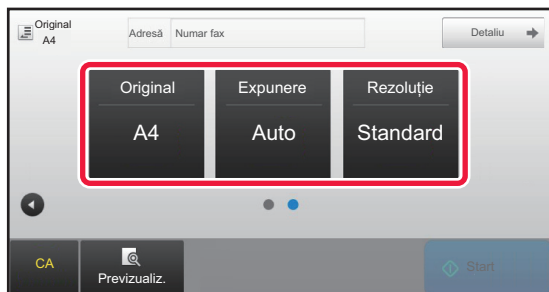 Original
A4
Adresă Numar fax
Detaliu
Original Expunere Rezoluție
A4 Auto Standard
CA
Previzualiz.
Start